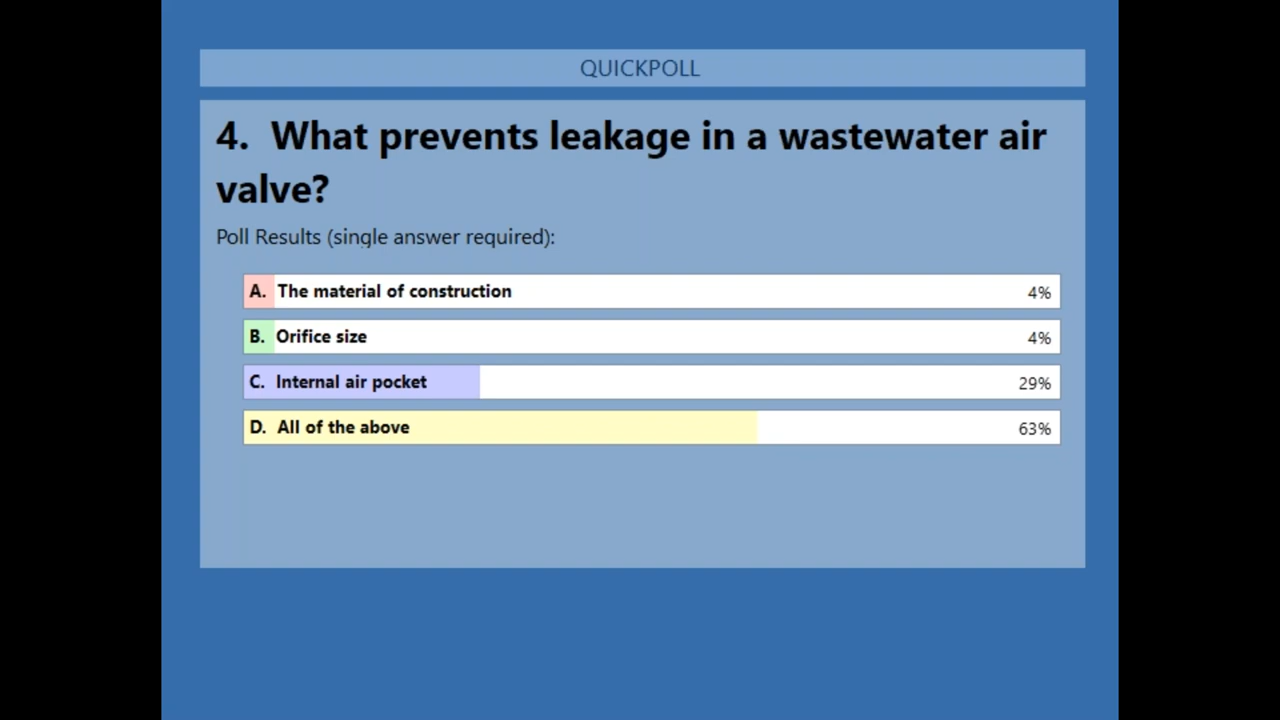 QUICKPOLL
4. What prevents leakage in a wastewater air
valve?
Poll Results (single answer required):
A. The material of construction 4%
B. Orifice size 4%
C. Internal air pocket 29%
D. All of the above 63%